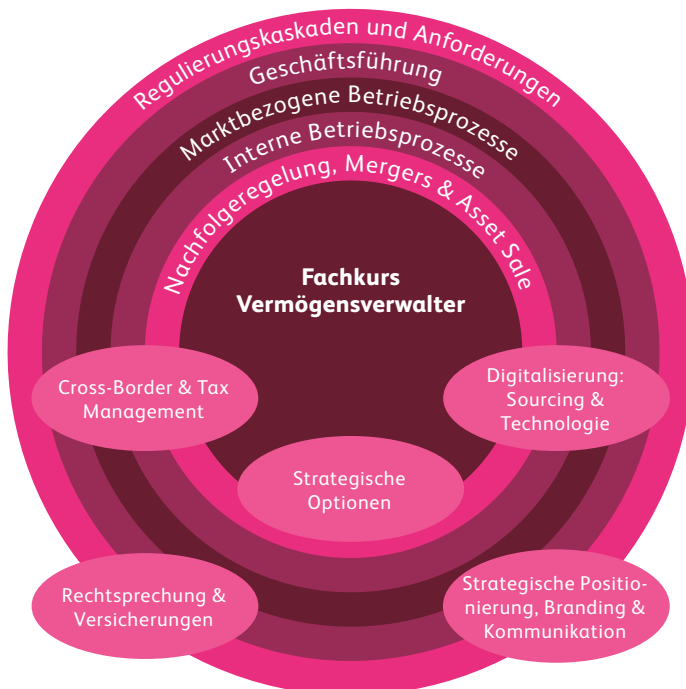 Regulierungskaskaden und Anforderungen
Geschäftsführung
Marktbezogene Betriebsprozesse
Interne Betriebsprozesse
Nachfolgeregelung, Mergers & Asset Sale
Fachkurs
Vermögensverwalter
Cross-Border & Tax
Management
Digitalisierung:
Sourcing &
Technologie
Strategische
Optionen
Rechtsprechung &
Versicherungen
Strategische Positio-
nierung, Branding &
Kommunikation